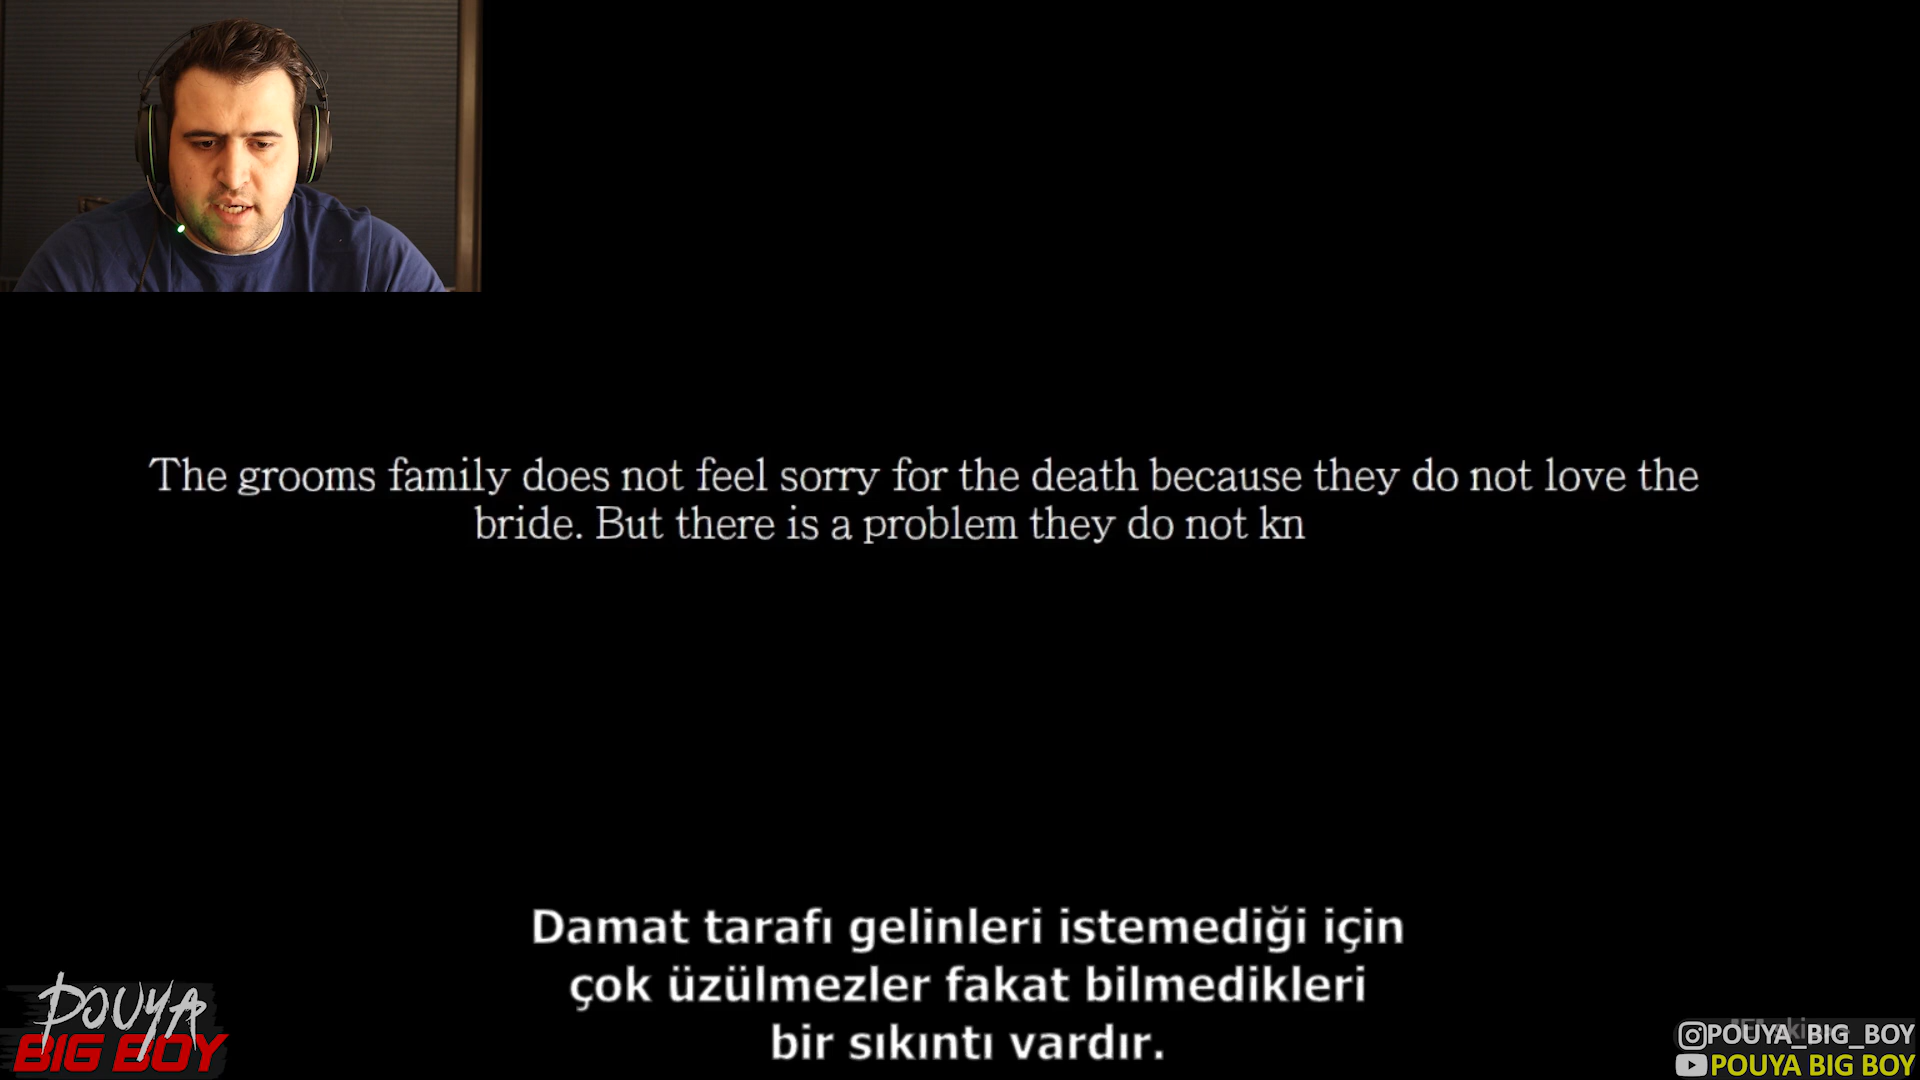 The grooms family does not feel sorry for the death because they do not love the
bride. But there is a problem they do not kn
Damat tarafı gelinleri istemediği için
çok üzülmezler fakat bilmedikleri
bir sıkıntı vardır.
POUYA
BIG BOY
POUYA_BIG_BOY
POUYA BIG BOY